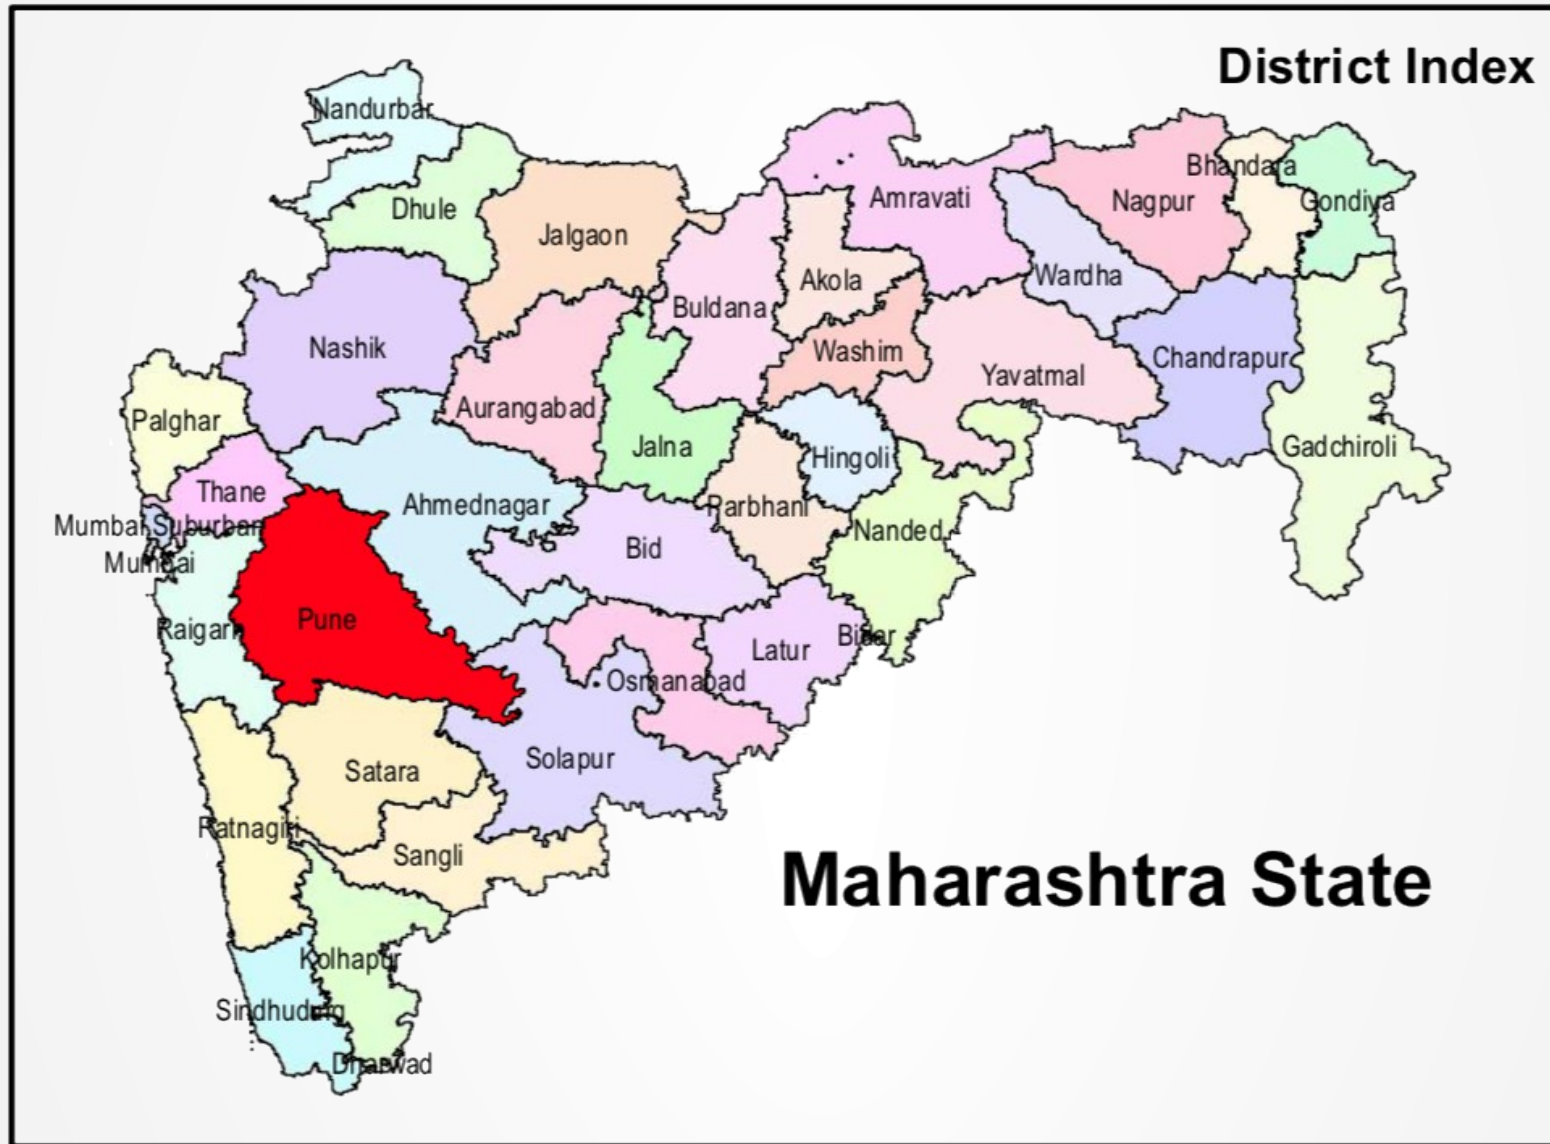 District Index
Nandurbar
Bhandara
Dhule
Amravati
Nagpur
Gondiya
Jalgaon
Akola
Wardha
Buldana
Nashik
Washim
Yavatmal
Chandrapur
Palghar
Aurangabad
Jalna
Hingoli
Gadchiroli
Thane
Ahmednagar
Parbhani
Mumbai Suburban
Nanded
Bid
Mumbai
Pune
Raigarh
Bidar
Latur
Osmanabad
Solapur
Satara
Ratnagiri
Sangli
Maharashtra State
Kolhapur
Sindhudurg
Dharwad